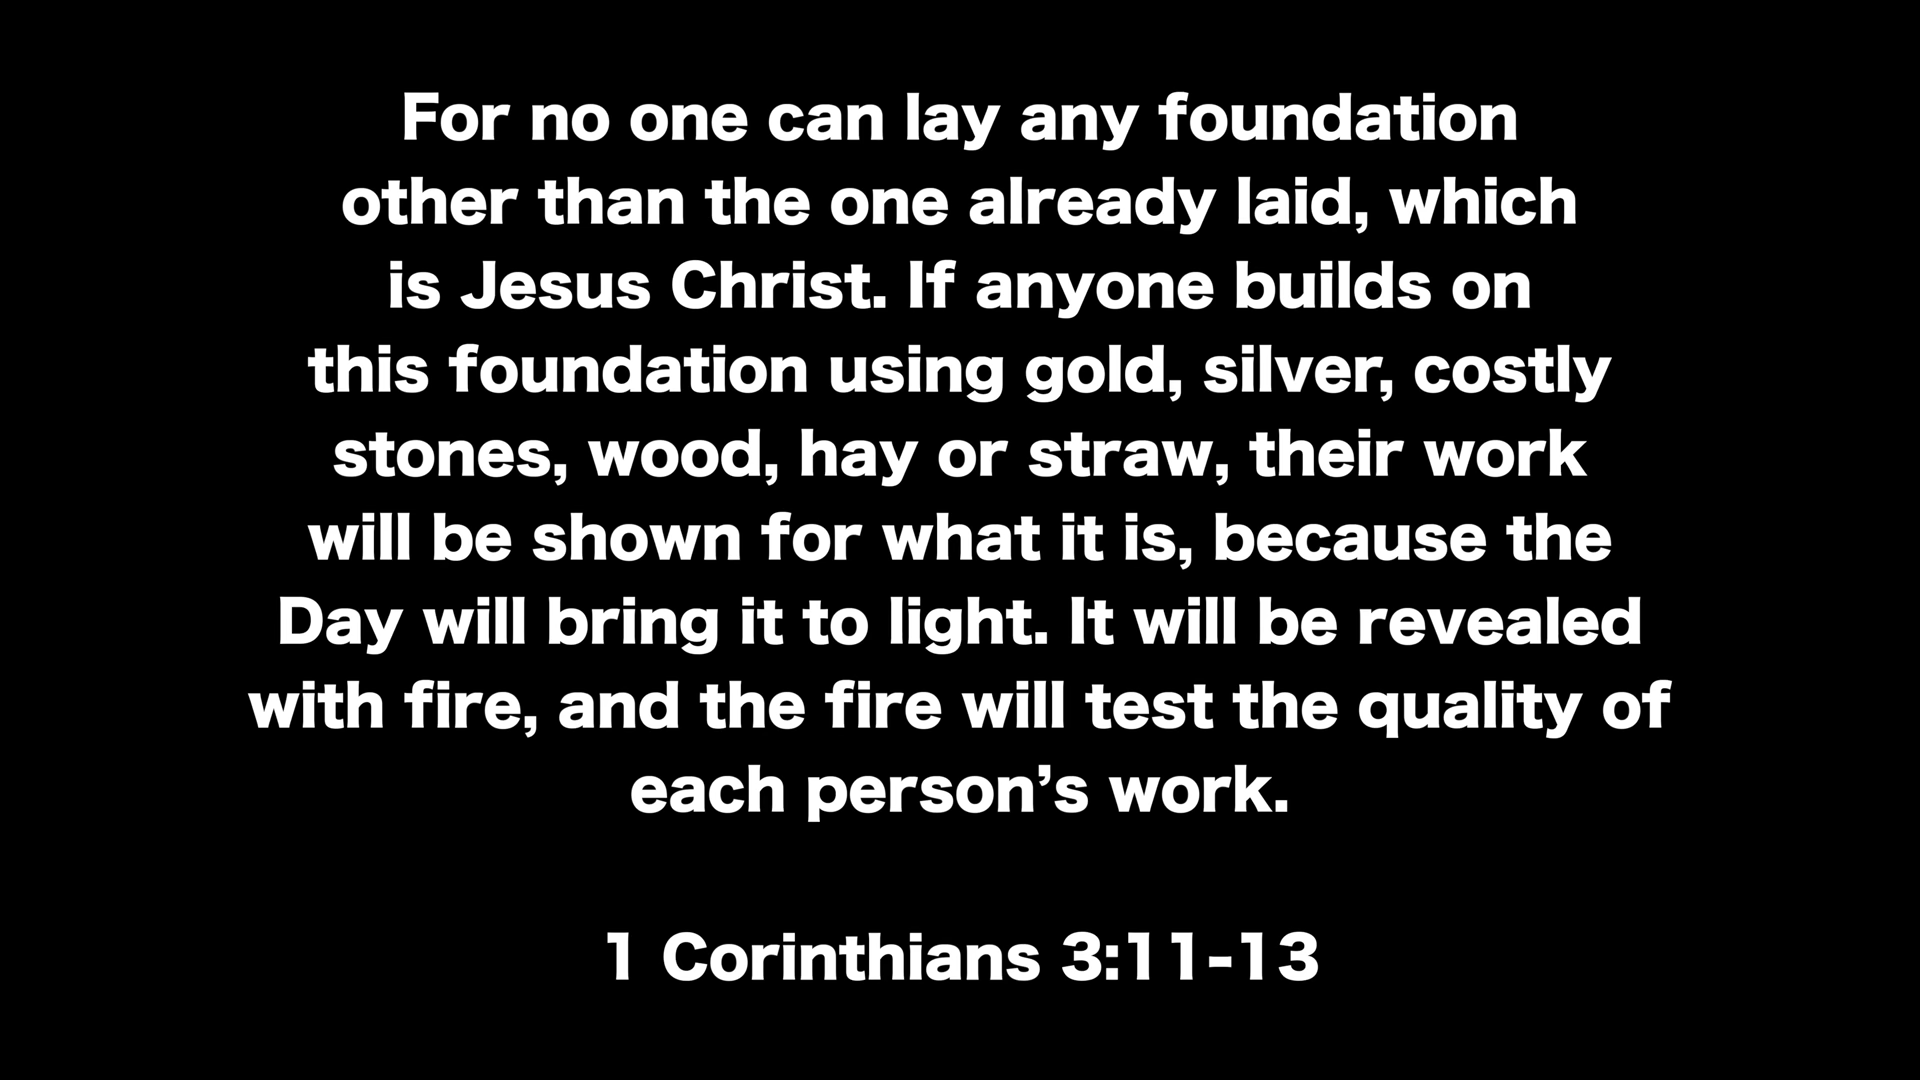 For no one can lay any foundation
other than the one already laid, which
is Jesus Christ. If anyone builds on
this foundation using gold, silver, costly
stones, wood, hay or straw, their work
will be shown for what it is, because the
Day will bring it to light. It will be revealed
with fire, and the fire will test the quality of
each person’s work.
1 Corinthians 3:11-13